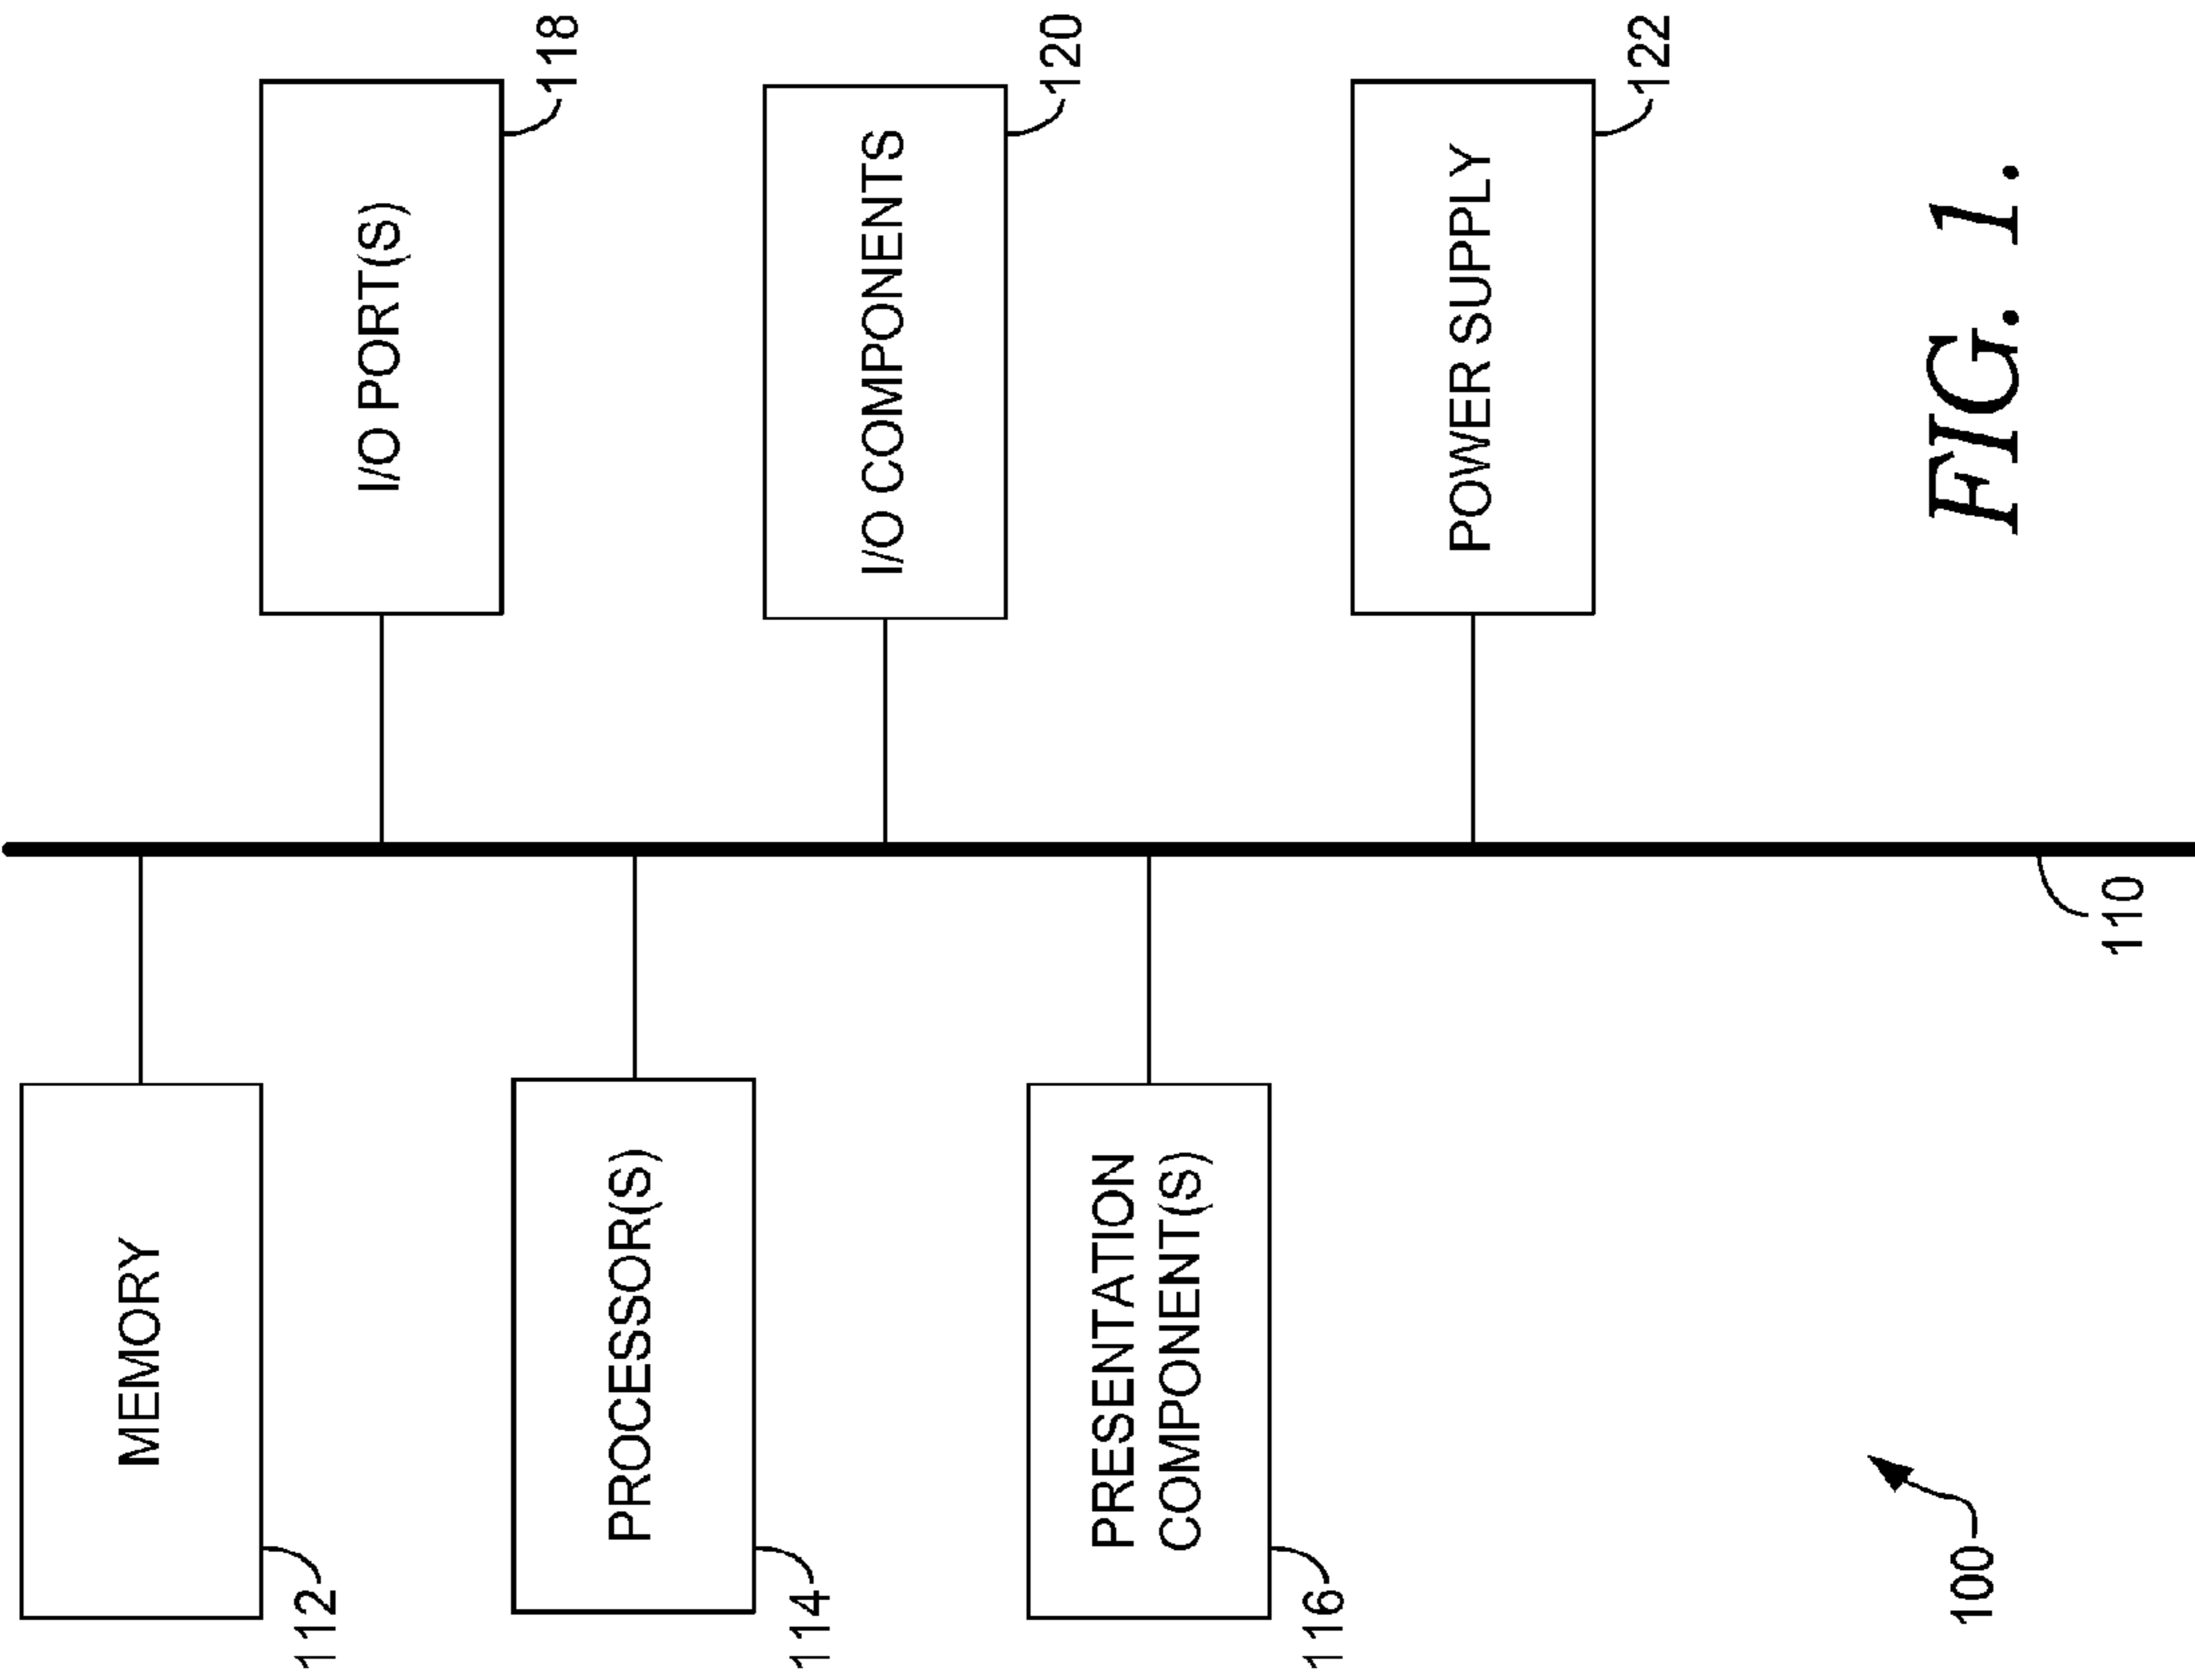 MEMORY
112
PROCESSOR(S)
114
PRESENTATION
COMPONENT(S)
116
I/O PORT(S)
118
I/O COMPONENTS
120
POWER SUPPLY
122
110
100
FIG. 1.